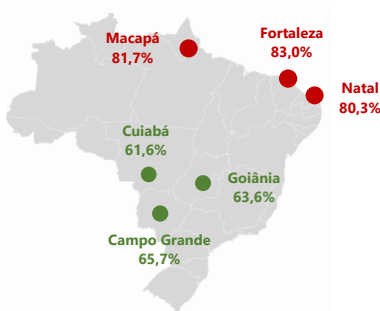 Fortaleza
83,0%
Macapá
81,7%
Natal
80,3%
Cuiabá
61,6%
Goiânia
63,6%
Campo Grande
65,7%